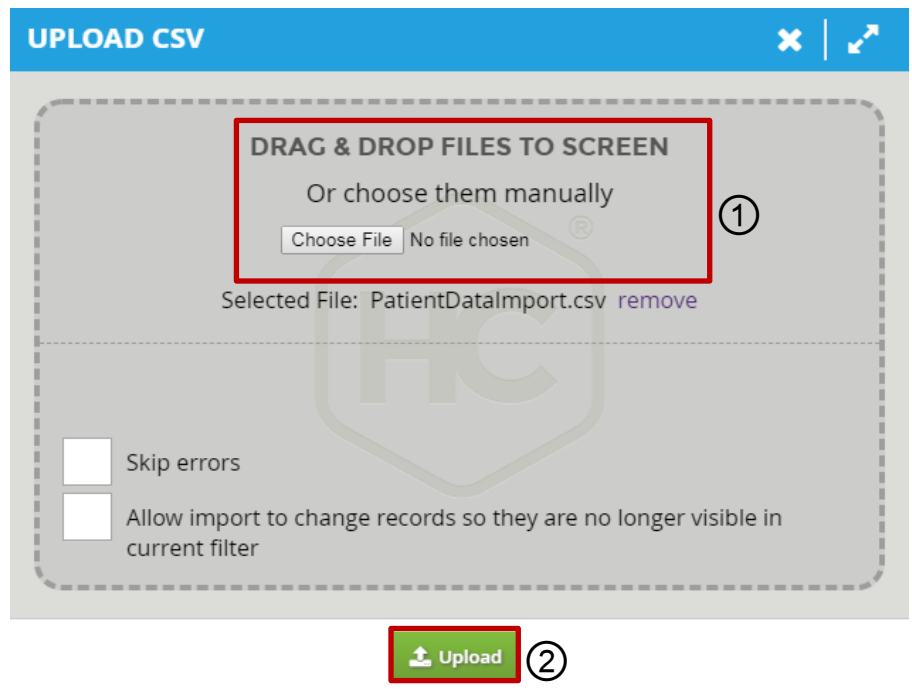 UPLOAD CSV
DRAG & DROP FILES TO SCREEN
Or choose them manually
①
Choose File No file chosen
®
Selected File: PatientDataImport.csv remove
HC
Skip errors
Allow import to change records so they are no longer visible in
current filter
Upload ②